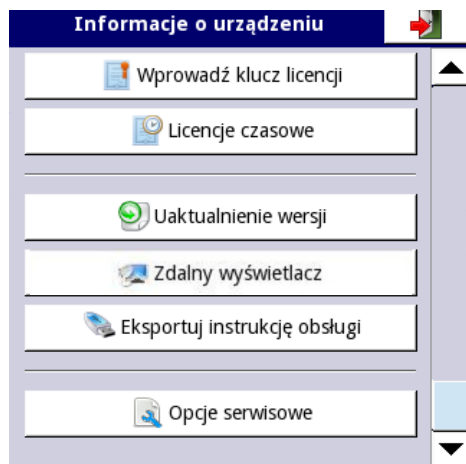 Informacje o urządzeniu
Wprowadź klucz licencji
Licencje czasowe
Uaktualnienie wersji
Zdalny wyświetlacz
Eksportuj instrukcję obsługi
Opcje serwisowe